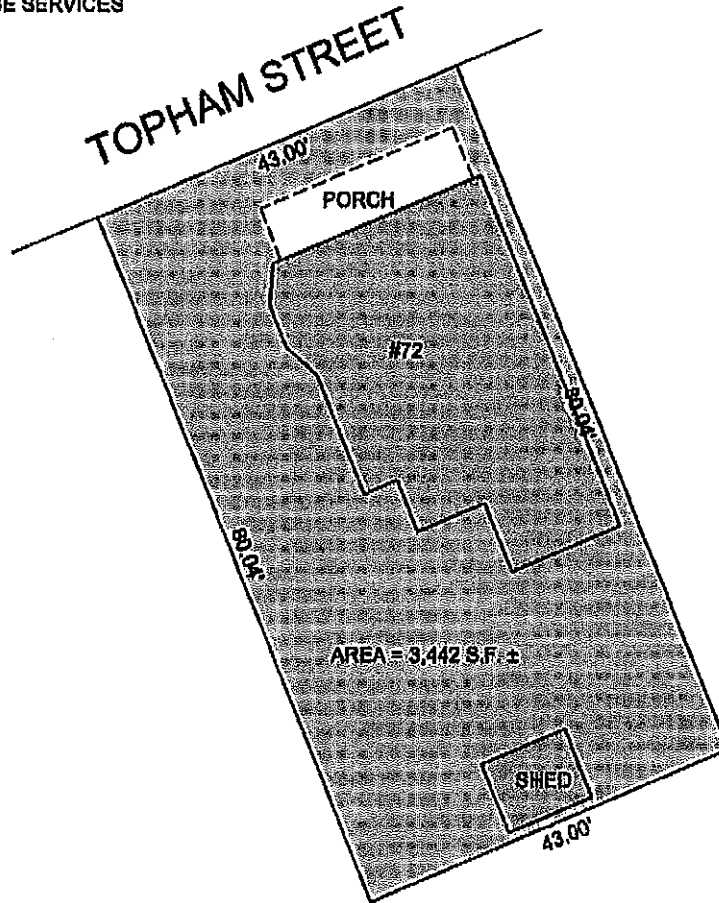 SERVICES
TOPHAM STREET
43.00'
PORCH
#72
80.04'
80.04'
AREA = 3,442 S.F. ±
SHED
43.00'